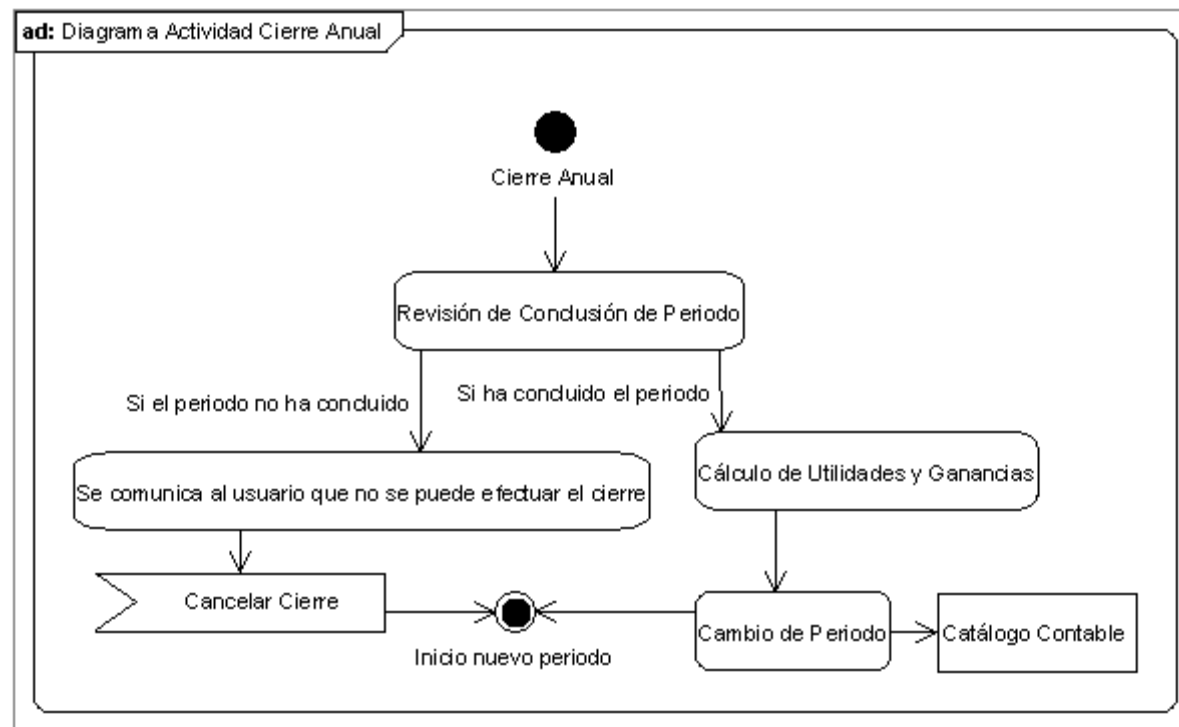 ad: Diagrama Actividad Cierre Anual
Cierre Anual
Revisión de Conclusión de Periodo
Si el periodo no ha concluido
Si ha concluido el periodo
Se comunica al usuario que no se puede efectuar el cierre
Cálculo de Utilidades y Ganancias
Cancelar Cierre
Inicio nuevo periodo
Cambio de Periodo
Catálogo Contable